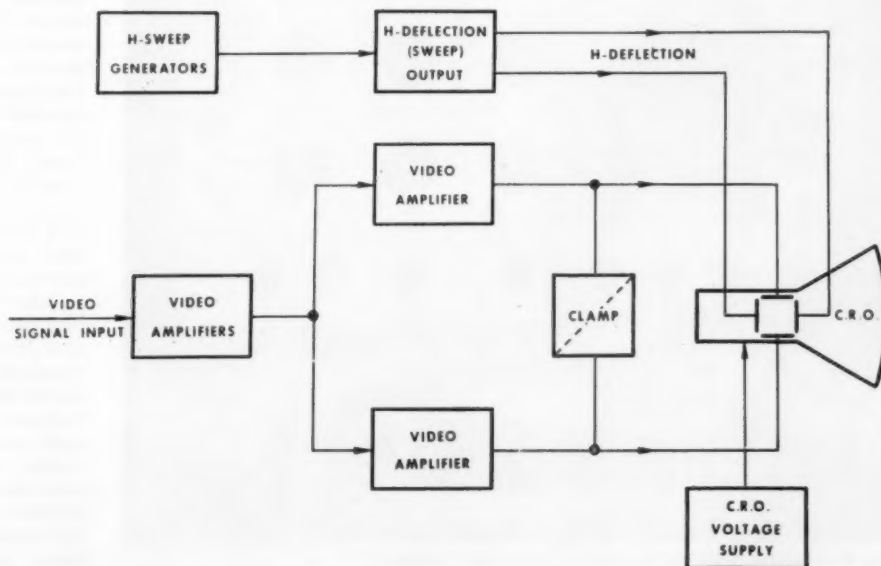 H-SWEEP
GENERATORS
H-DEFLECTION
(SWEEP)
OUTPUT
H-DEFLECTION
VIDEO
AMPLIFIER
VIDEO
SIGNAL INPUT
VIDEO
AMPLIFIERS
CLAMP
C.R.O.
VIDEO
AMPLIFIER
C.R.O.
VOLTAGE
SUPPLY